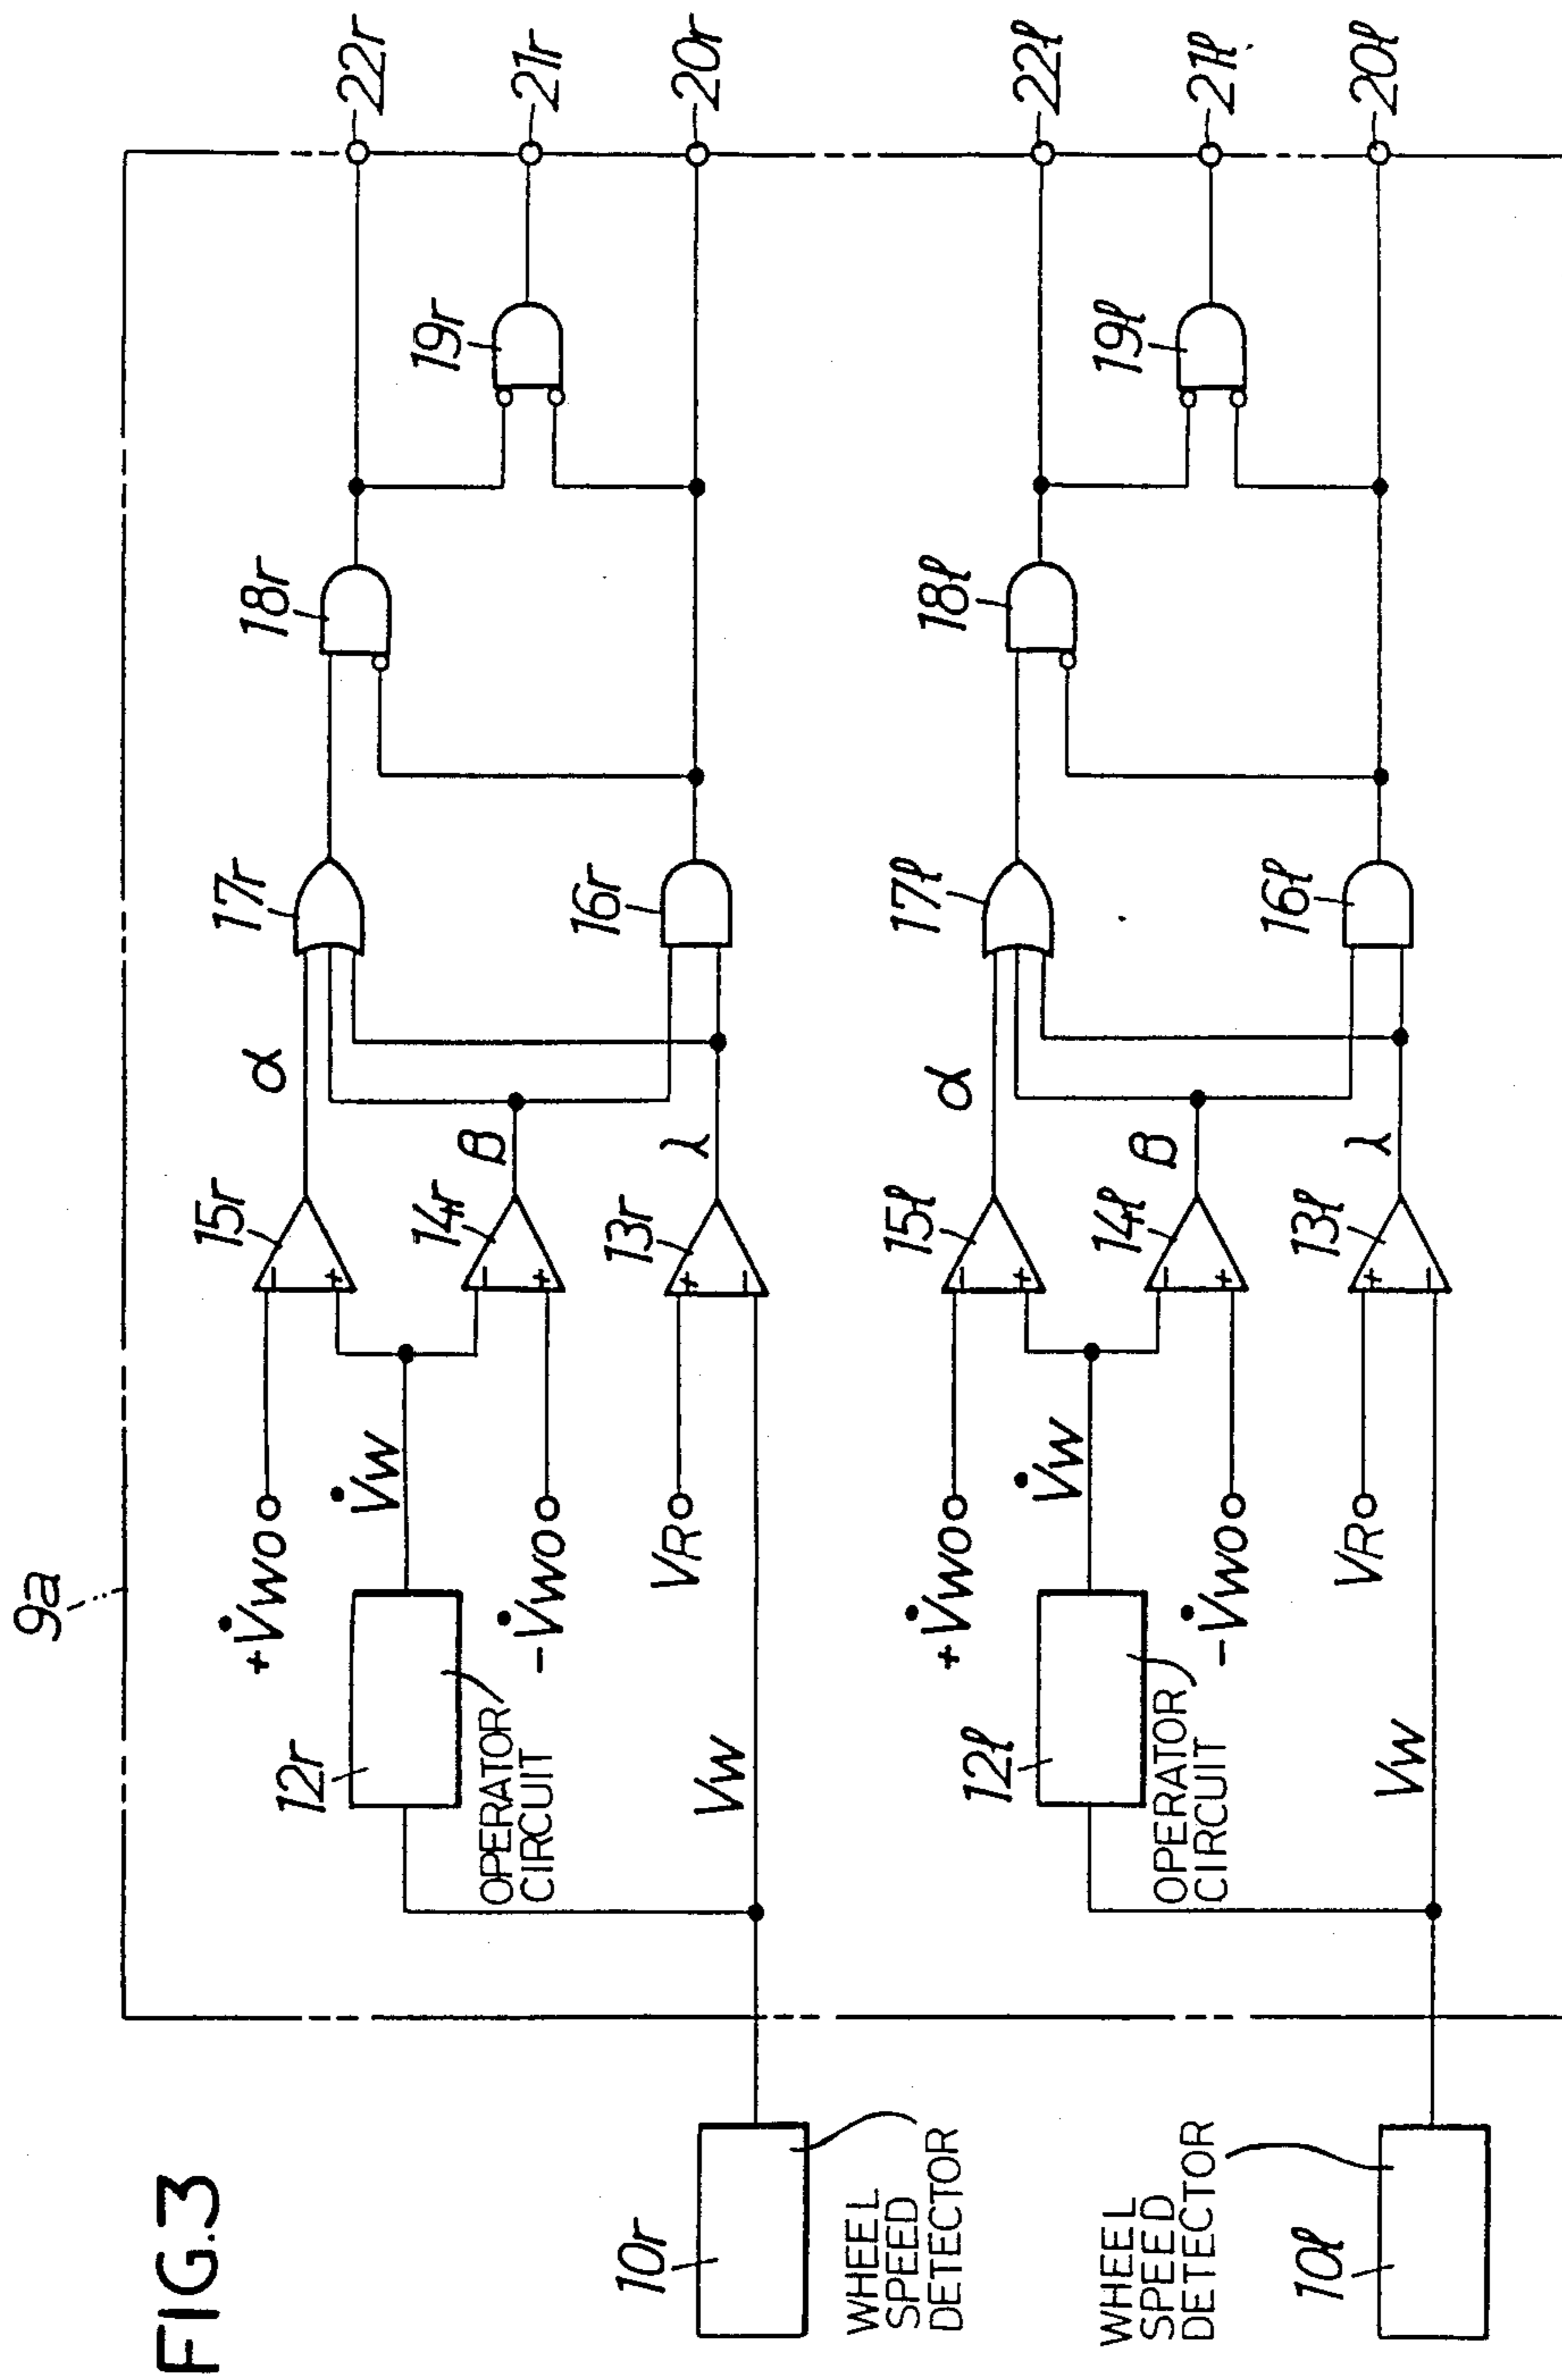 FIG.3
9a
10r
WHEEL
SPEED
DETECTOR
12r
OPERATOR
CIRCUIT
Vw
+V̇wo
V̇w
-V̇wo
VR
15r
14r
13r
α
β
λ
17r
16r
18r
19r
22r
21r
20r
10ℓ
WHEEL
SPEED
DETECTOR
12ℓ
OPERATOR
CIRCUIT
Vw
+V̇wo
V̇w
-V̇wo
VR
15ℓ
14ℓ
13ℓ
α
β
λ
17ℓ
16ℓ
18ℓ
19ℓ
22ℓ
21ℓ
20ℓ